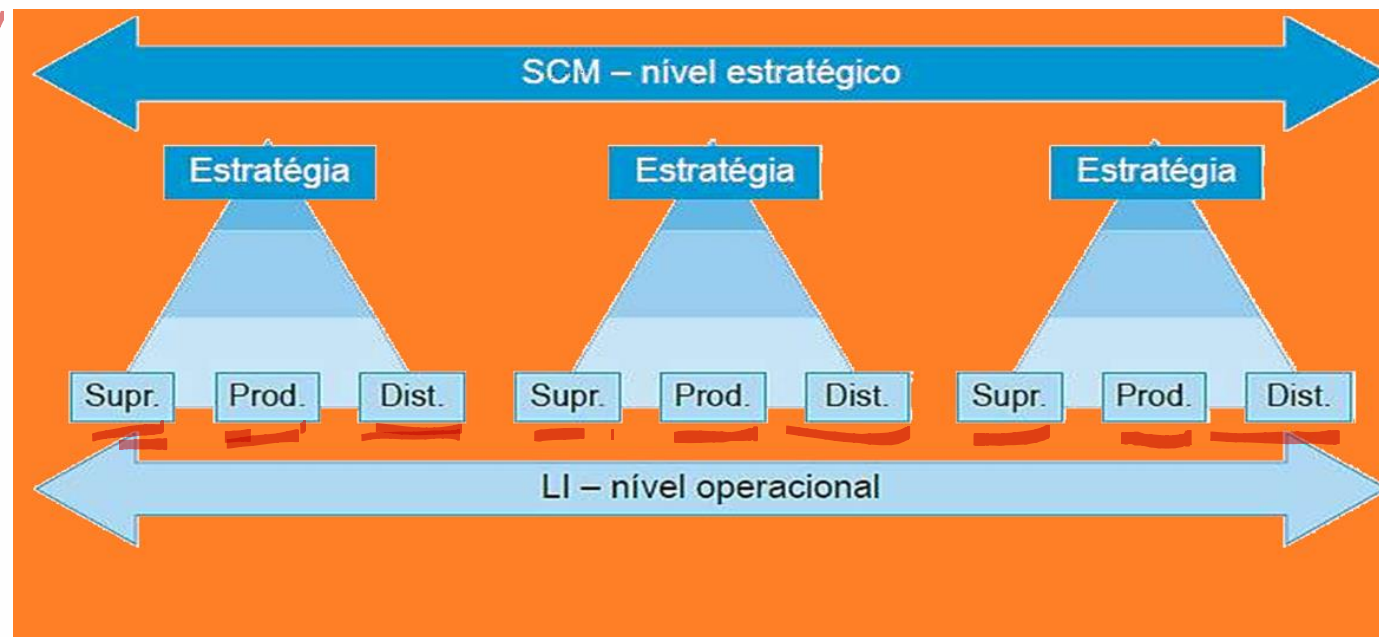 SCM – nível estratégico
Estratégia Estratégia Estratégia
Supr. Prod. Dist. Supr. Prod. Dist. Supr. Prod. Dist.
LI – nível operacional